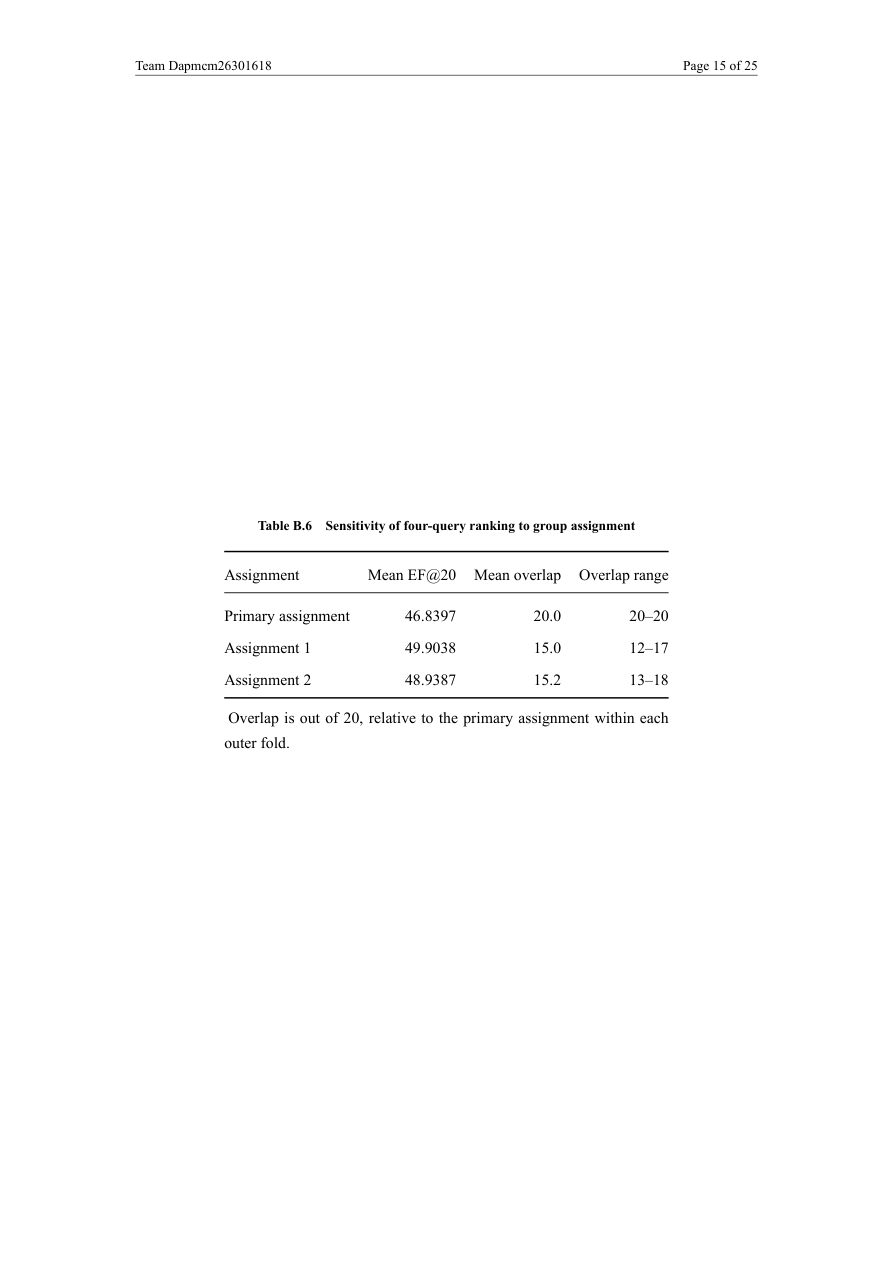 Team Dapmcm26301618 Page 15 of 25
Table B.6 Sensitivity of four-query ranking to group assignment
Assignment Mean EF@20 Mean overlap Overlap range
Primary assignment 46.8397 20.0 20–20
Assignment 1 49.9038 15.0 12–17
Assignment 2 48.9387 15.2 13–18
Overlap is out of 20, relative to the primary assignment within each
outer fold.